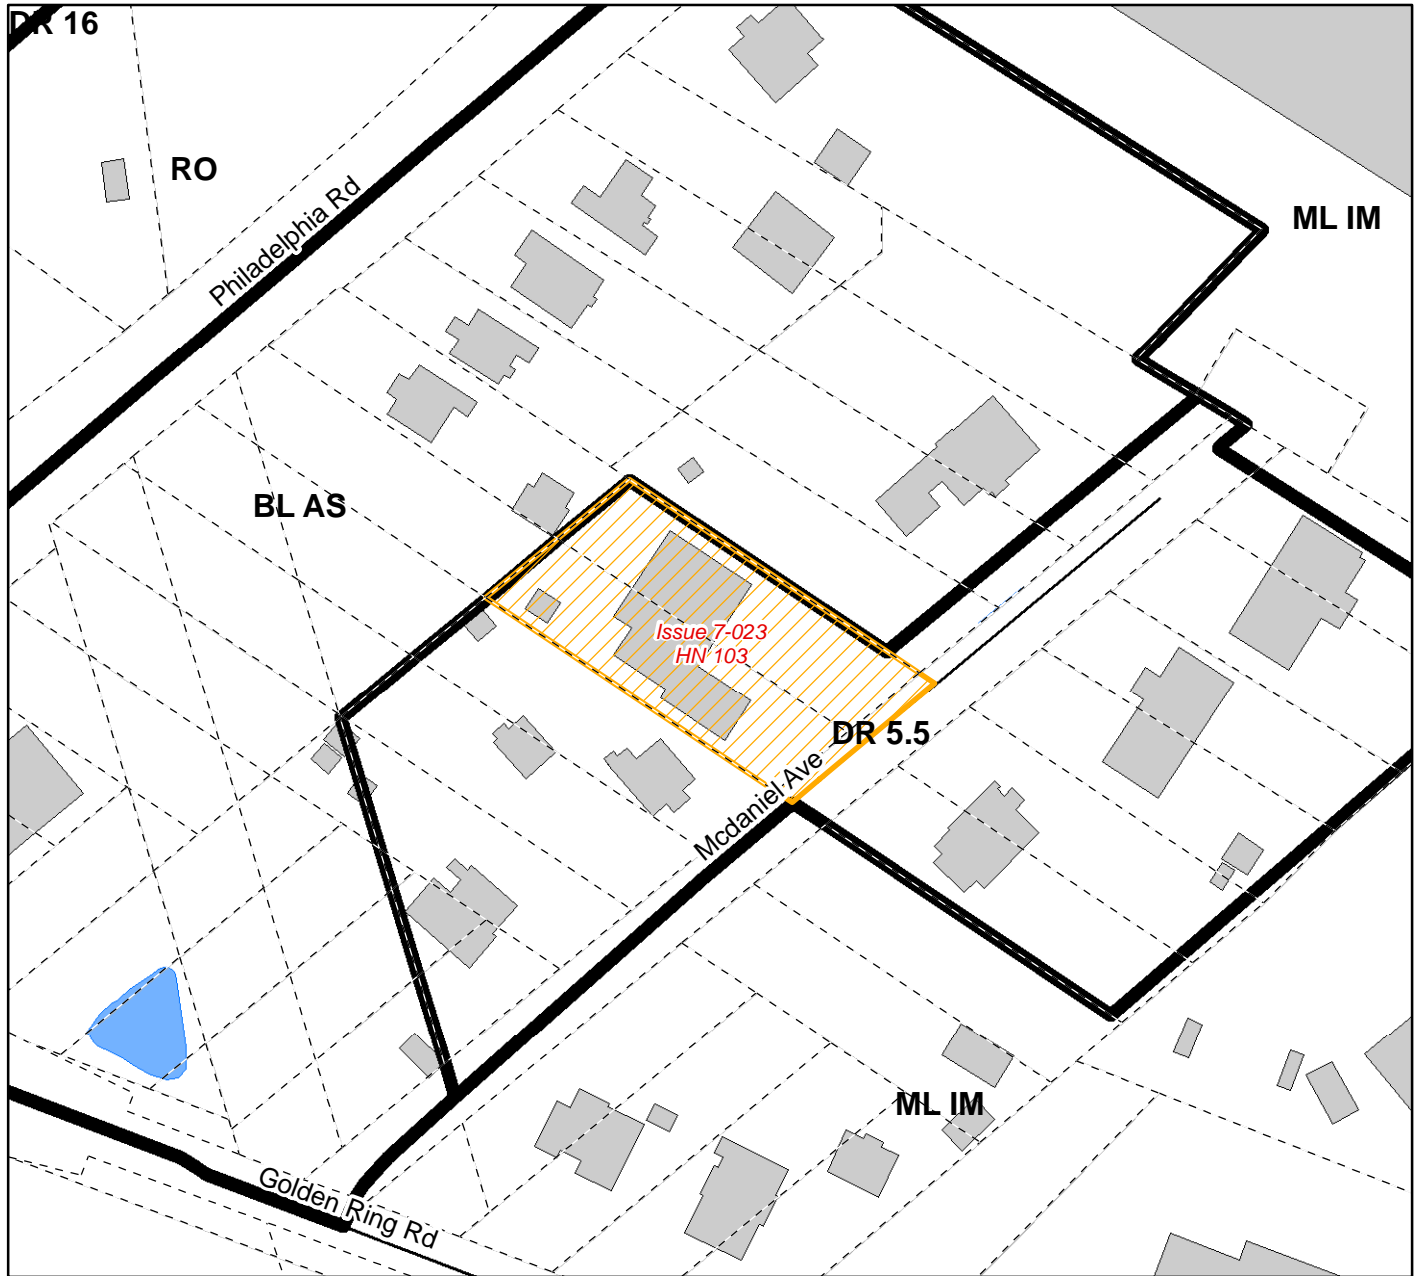 DR 16
RO
Philadelphia Rd
ML IM
BL AS
Issue 7-023
HN 103
DR 5.5
Mcdaniel Ave
ML IM
Golden Ring Rd